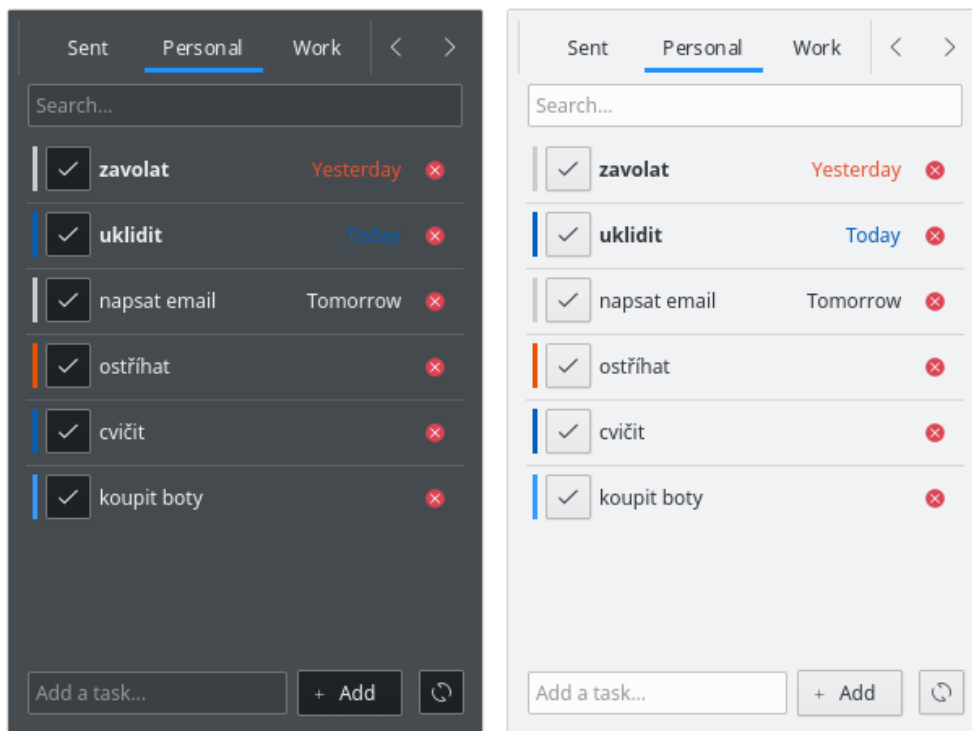 Sent Personal Work
Search...
zavolat Yesterday
uklidit Today
napsat email Tomorrow
ostříhat
cvičit
koupit boty
Add a task... + Add
Sent Personal Work
Search...
zavolat Yesterday
uklidit Today
napsat email Tomorrow
ostříhat
cvičit
koupit boty
Add a task... + Add